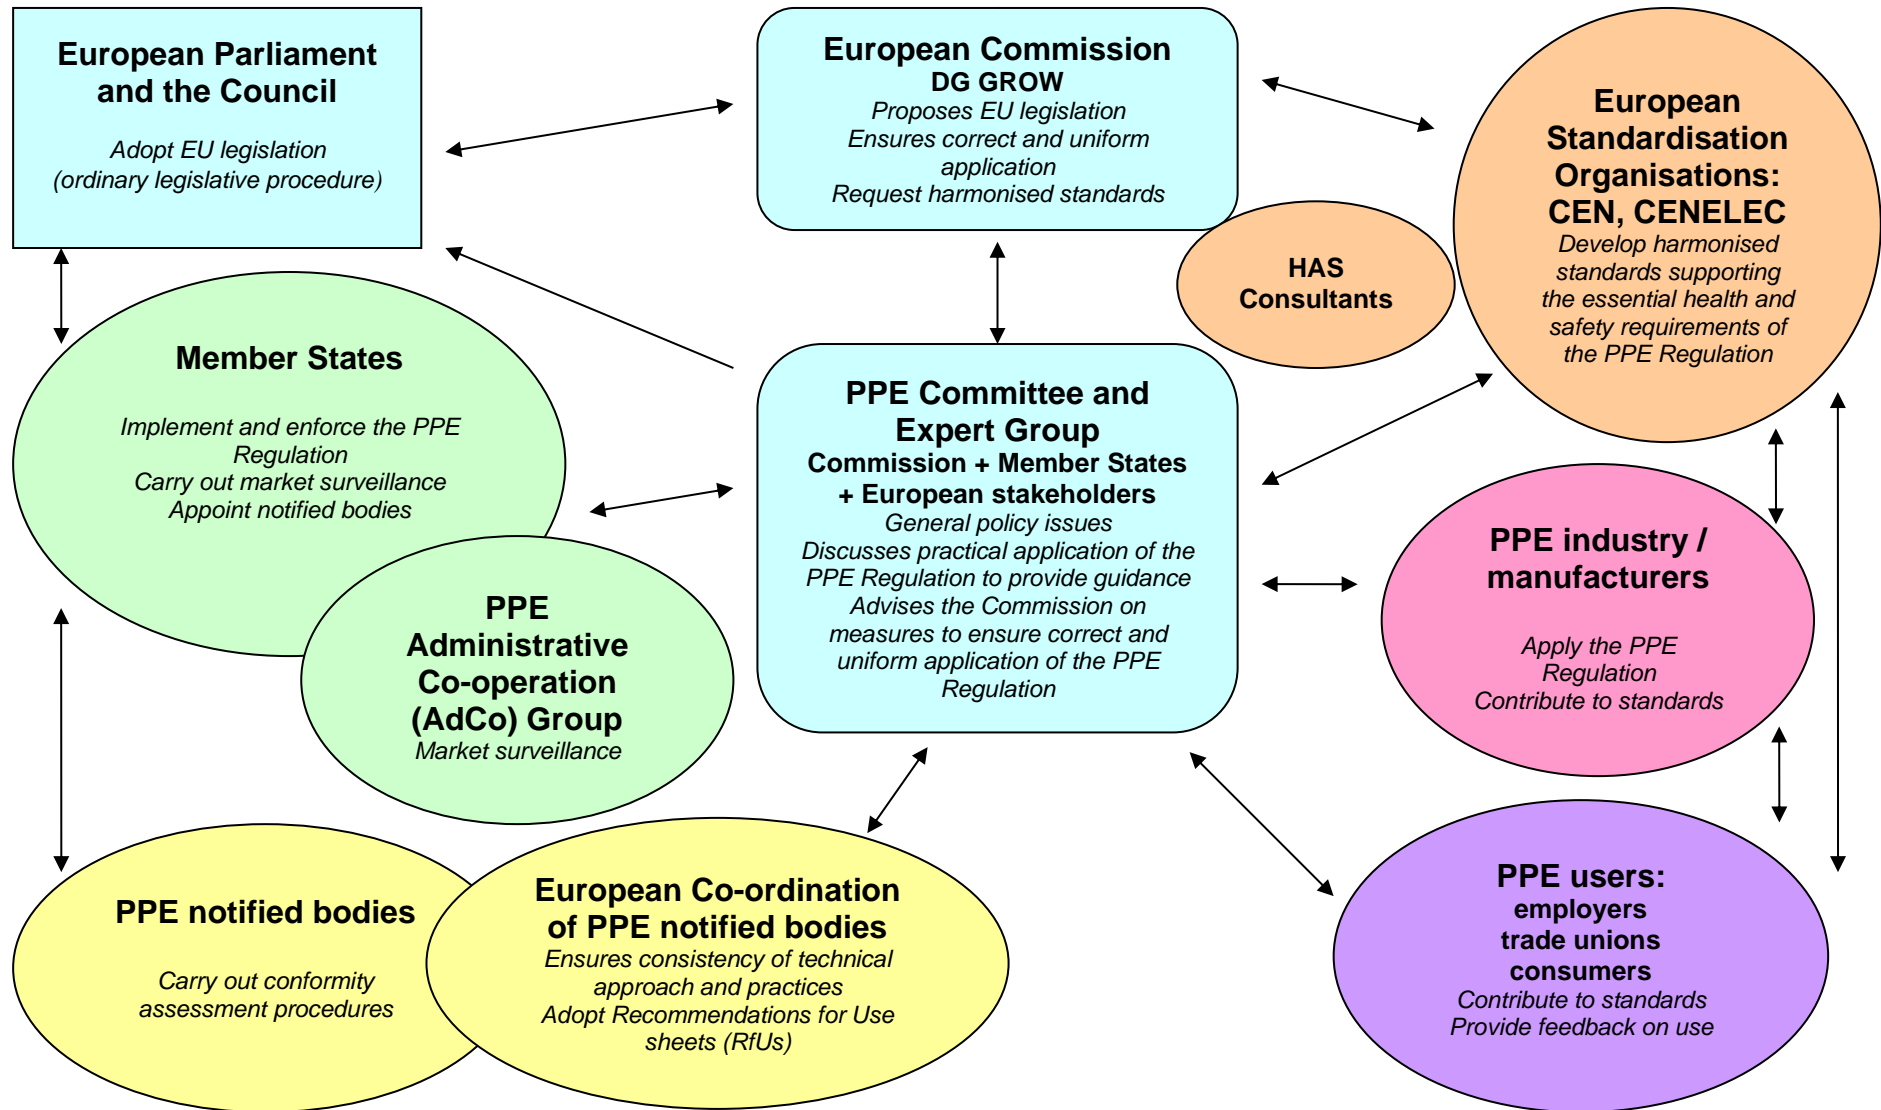 European Parliament
and the Council
Adopt EU legislation
(ordinary legislative procedure)
European Commission
DG GROW
Proposes EU legislation
Ensures correct and uniform
application
Request harmonised standards
European
Standardisation
Organisations:
CEN, CENELEC
Develop harmonised
standards supporting
the essential health and
safety requirements of
the PPE Regulation
HAS
Consultants
Member States
Implement and enforce the PPE
Regulation
Carry out market surveillance
Appoint notified bodies
PPE Committee and
Expert Group
Commission + Member States
+ European stakeholders
General policy issues
Discusses practical application of the
PPE Regulation to provide guidance
Advises the Commission on
measures to ensure correct and
uniform application of the PPE
Regulation
PPE industry /
manufacturers
Apply the PPE
Regulation
Contribute to standards
PPE
Administrative
Co-operation
(AdCo) Group
Market surveillance
PPE notified bodies
Carry out conformity
assessment procedures
European Co-ordination
of PPE notified bodies
Ensures consistency of technical
approach and practices
Adopt Recommendations for Use
sheets (RfUs)
PPE users:
employers
trade unions
consumers
Contribute to standards
Provide feedback on use